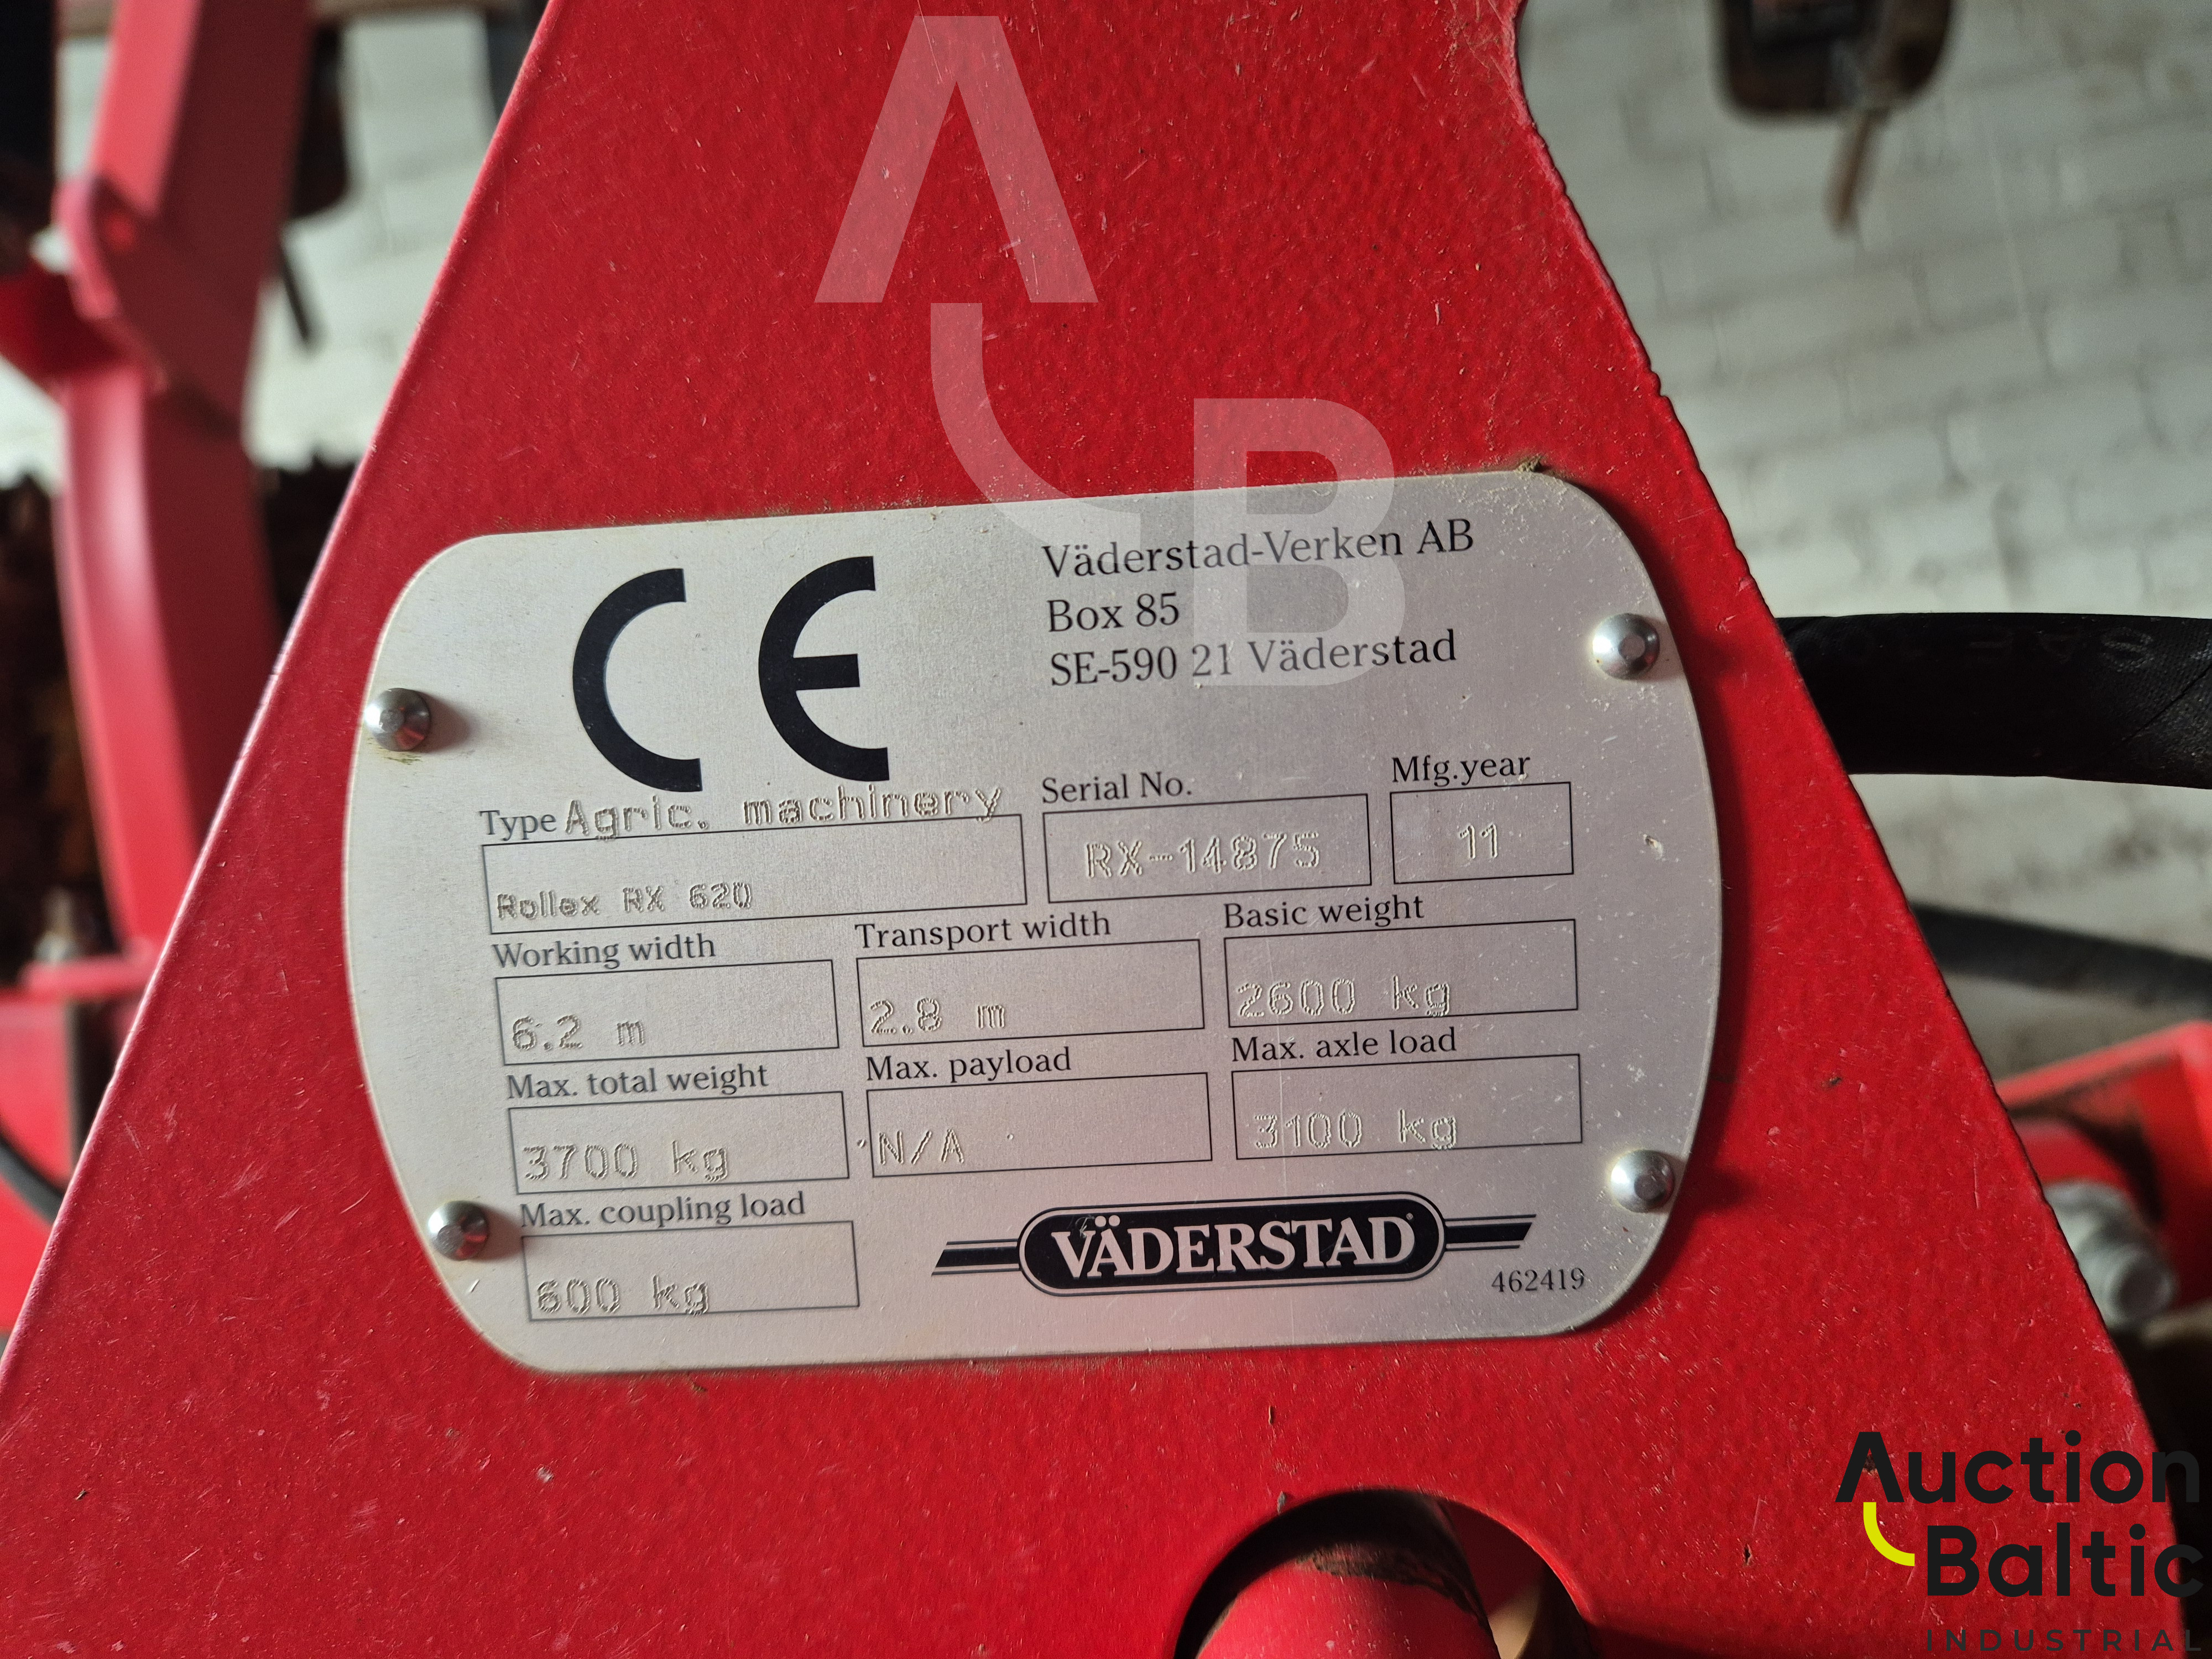 AB
CE
Väderstad-Verken AB
Box 85
SE-590 21 Väderstad
Type Agric. machinery
Rollex RX 620
Serial No.
RX-14875
Mfg.year
11
Working width
6.2 m
Transport width
2.8 m
Basic weight
2600 kg
Max. total weight
3700 kg
Max. payload
N/A
Max. axle load
3100 kg
Max. coupling load
600 kg
VÄDERSTAD
462419
Auction
Baltic
INDUSTRIAL